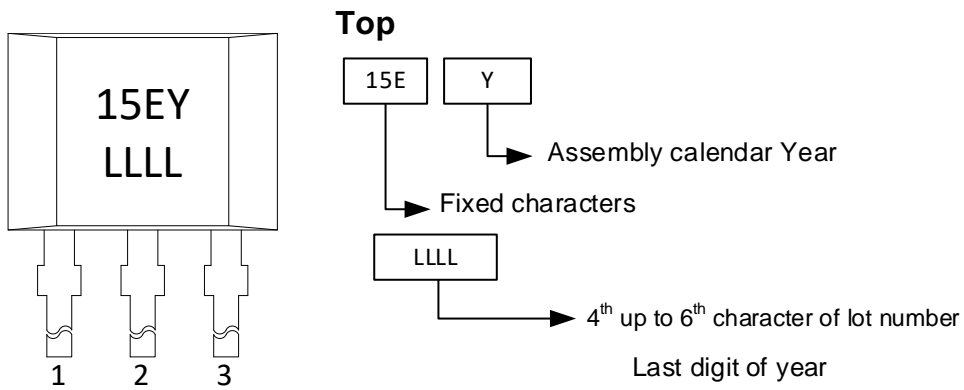 15EY
LLLL
1 2 3
Top
15E Y
Assembly calendar Year
Fixed characters
LLLL
4th up to 6th character of lot number
Last digit of year